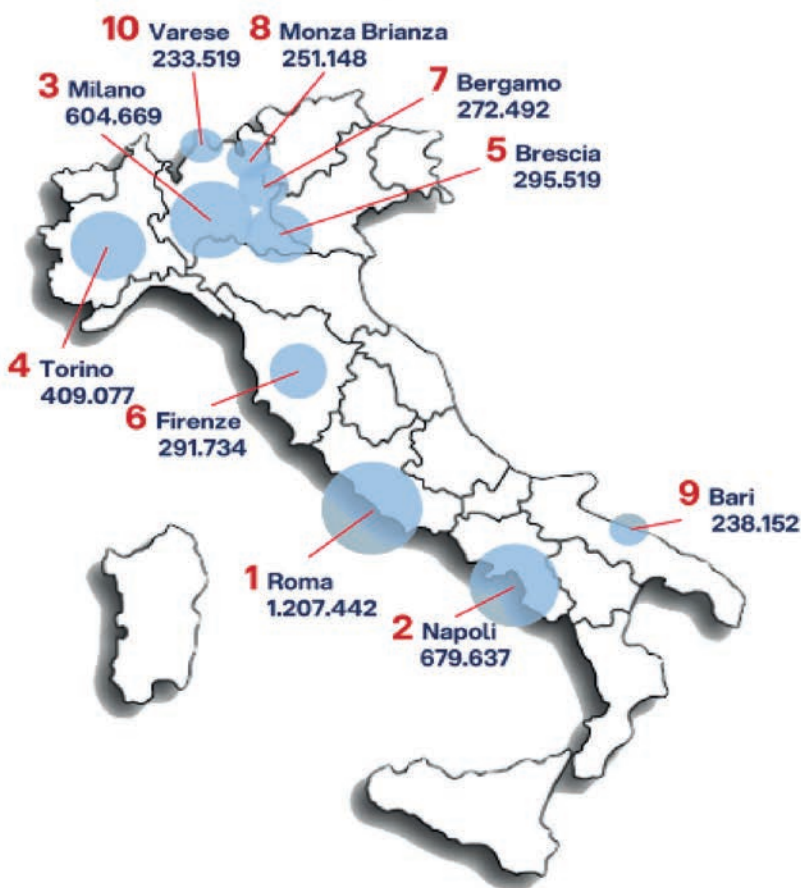 10 Varese
233.519
8 Monza Brianza
251.148
3 Milano
604.669
7 Bergamo
272.492
5 Brescia
295.519
4 Torino
409.077
6 Firenze
291.734
9 Bari
238.152
1 Roma
1.207.442
2 Napoli
679.637